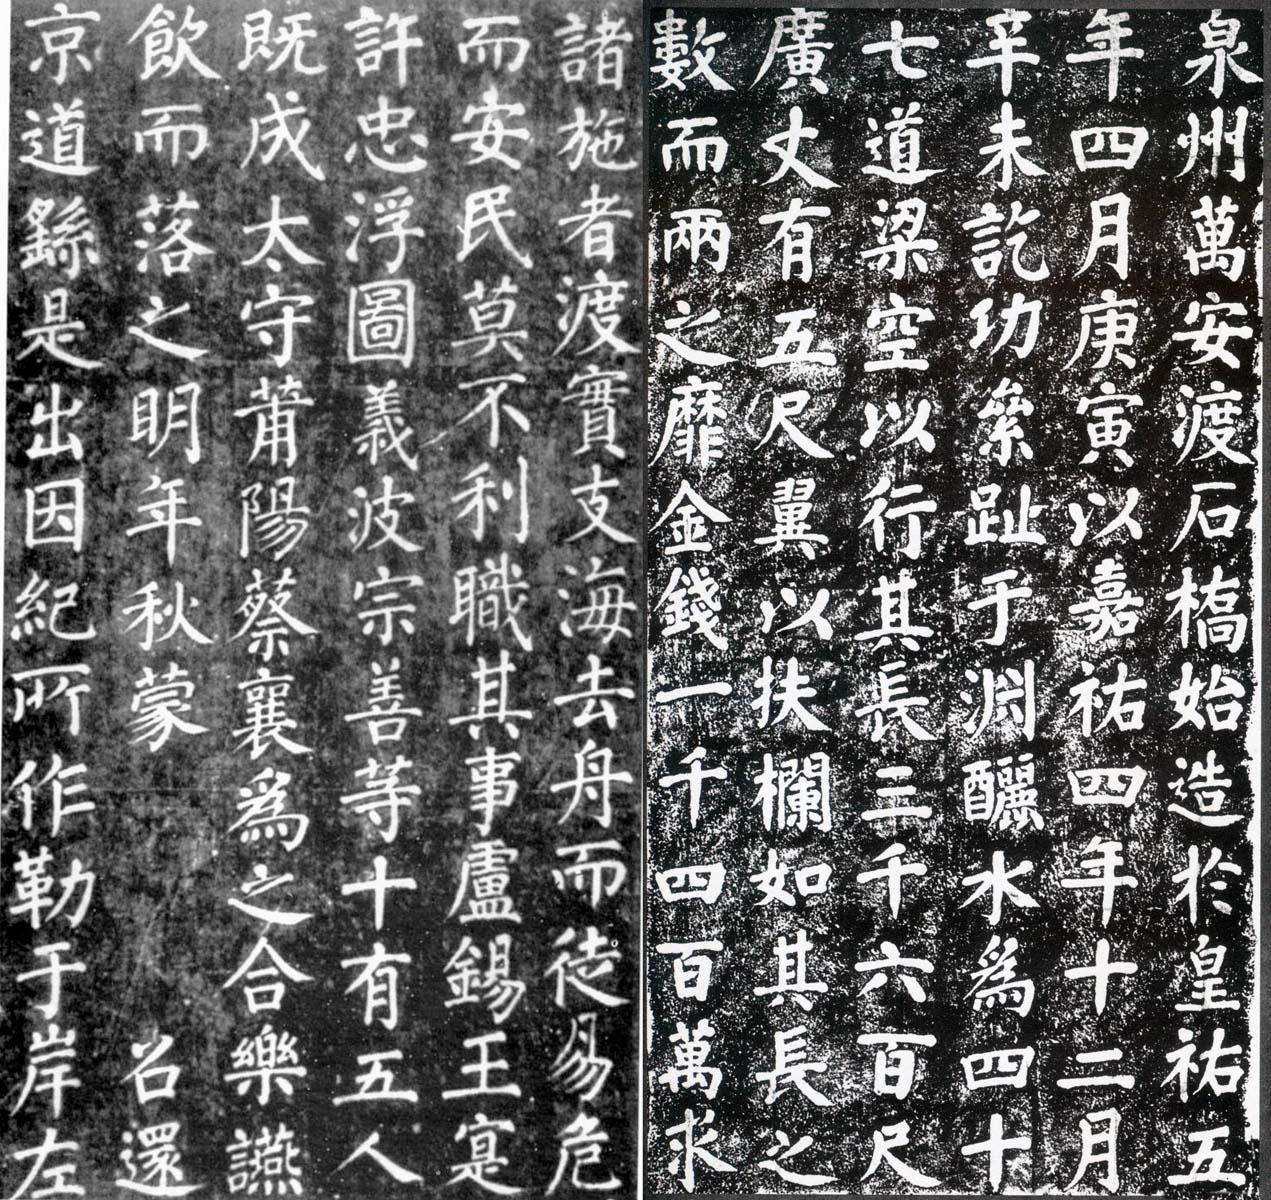 泉州萬安渡石橋始造於皇祐五
年四月庚寅以嘉祐四年十二月
辛未訖功絫趾于淵釃水為四十
七道梁空以行其長三千六百尺
廣丈有五尺翼以扶欄如其長之
數而兩之靡金錢一千四百萬求
諸施者渡實支海去舟而徒易危
而安民莫不利職其事盧錫王寔
許忠浮圖義波宗善等十有五人
既成太守莆陽蔡襄為之合樂讌
飲而落之明年秋蒙 召還
京道繇是出因紀所作勒于岸左